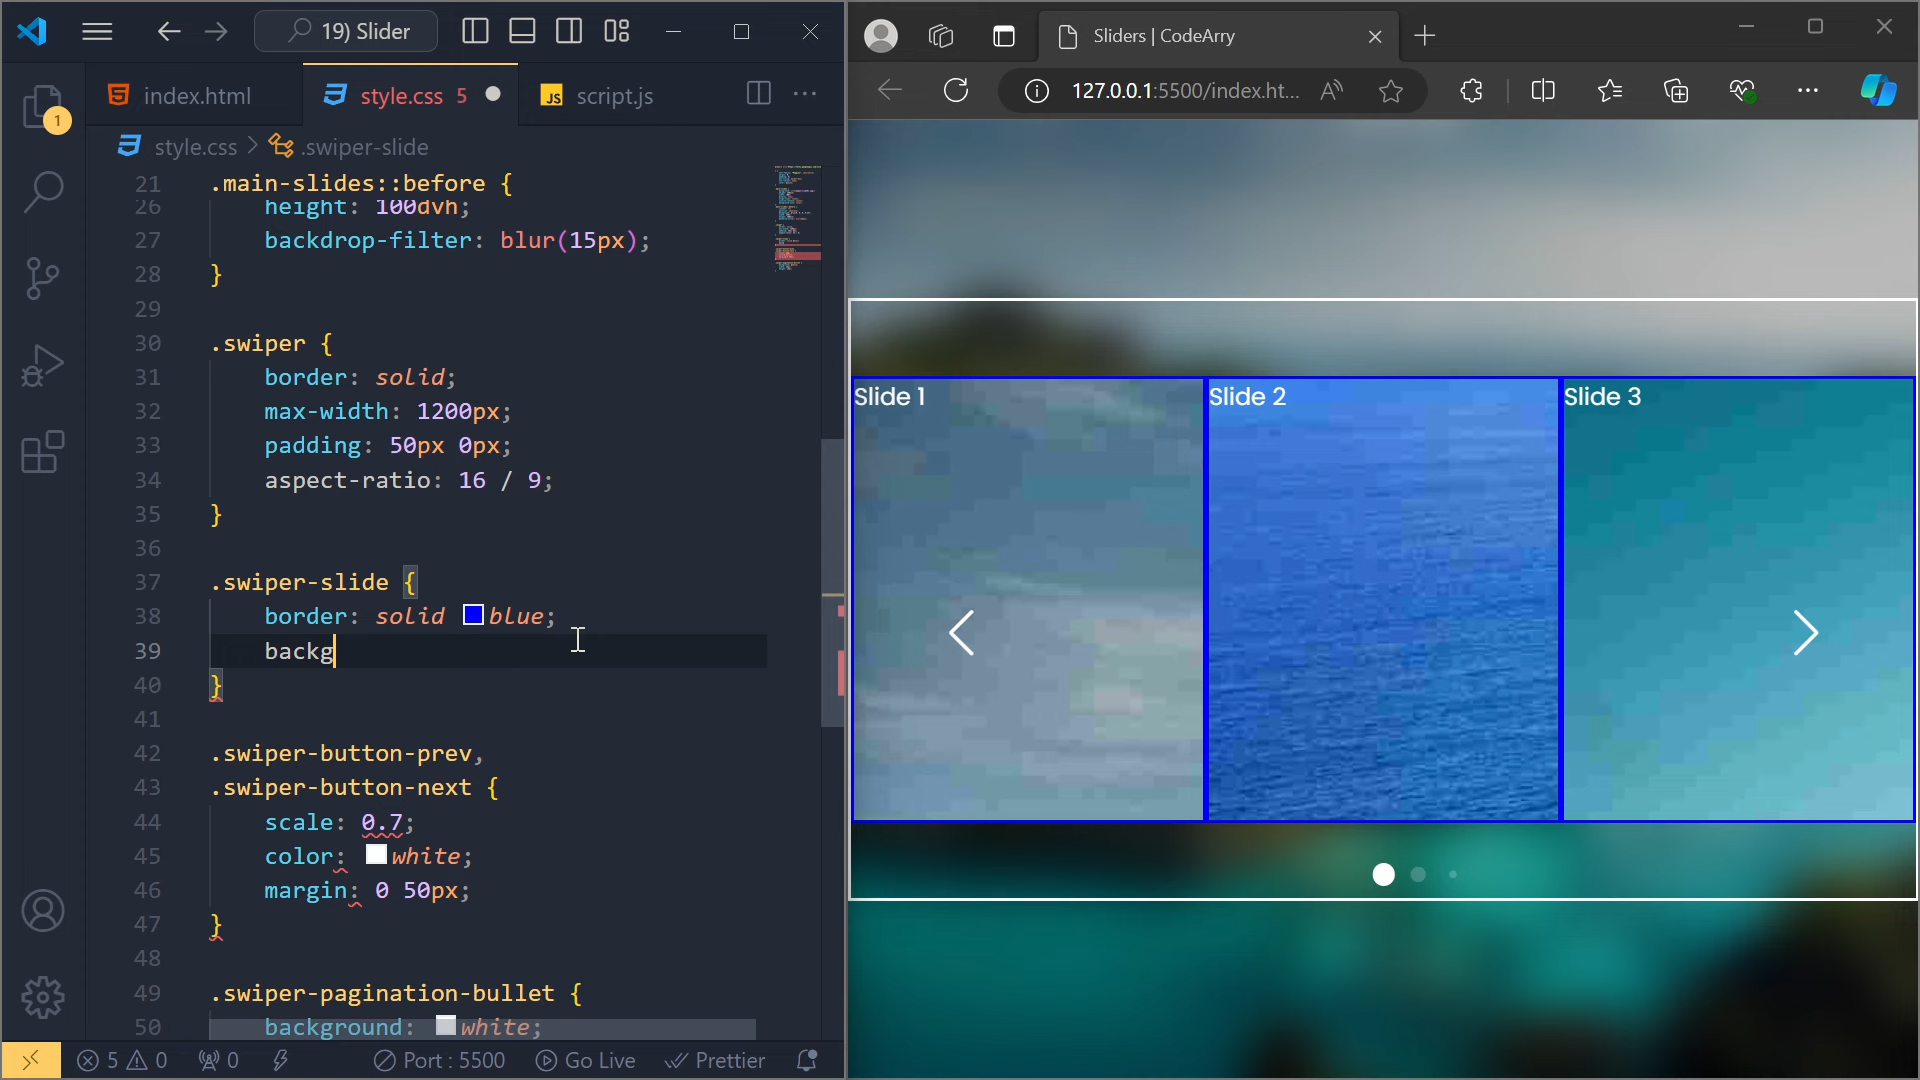 19) Slider
index.html
style.css 5
script.js
style.css > .swiper-slide
21 .main-slides::before {
26 height: 100dvh;
27 backdrop-filter: blur(15px);
28 }
29
30 .swiper {
31 border: solid;
32 max-width: 1200px;
33 padding: 50px 0px;
34 aspect-ratio: 16 / 9;
35 }
36
37 .swiper-slide {
38 border: solid blue;
39 backg
40 }
41
42 .swiper-button-prev,
43 .swiper-button-next {
44 scale: 0.7;
45 color: white;
46 margin: 0 50px;
47 }
48
49 .swiper-pagination-bullet {
50 background: white;
1
5 0 0 Port : 5500 Go Live Prettier
Sliders | CodeArry
127.0.0.1:5500/index.ht...
Slide 1
Slide 2
Slide 3